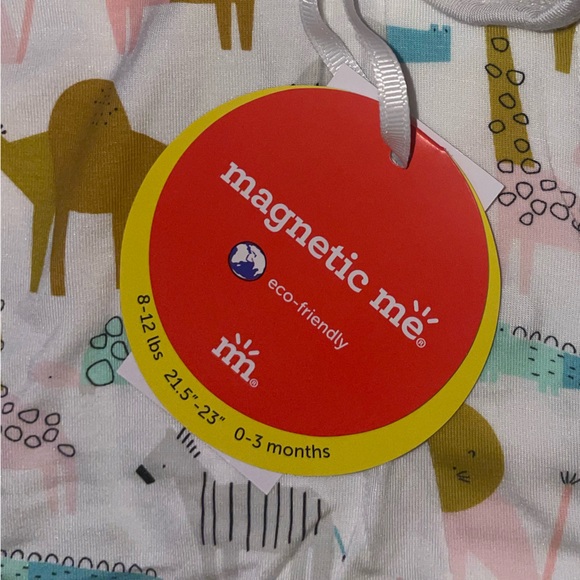 magnetic me®
eco-friendly
m®
8-12 lbs 21.5"-23" 0-3 months